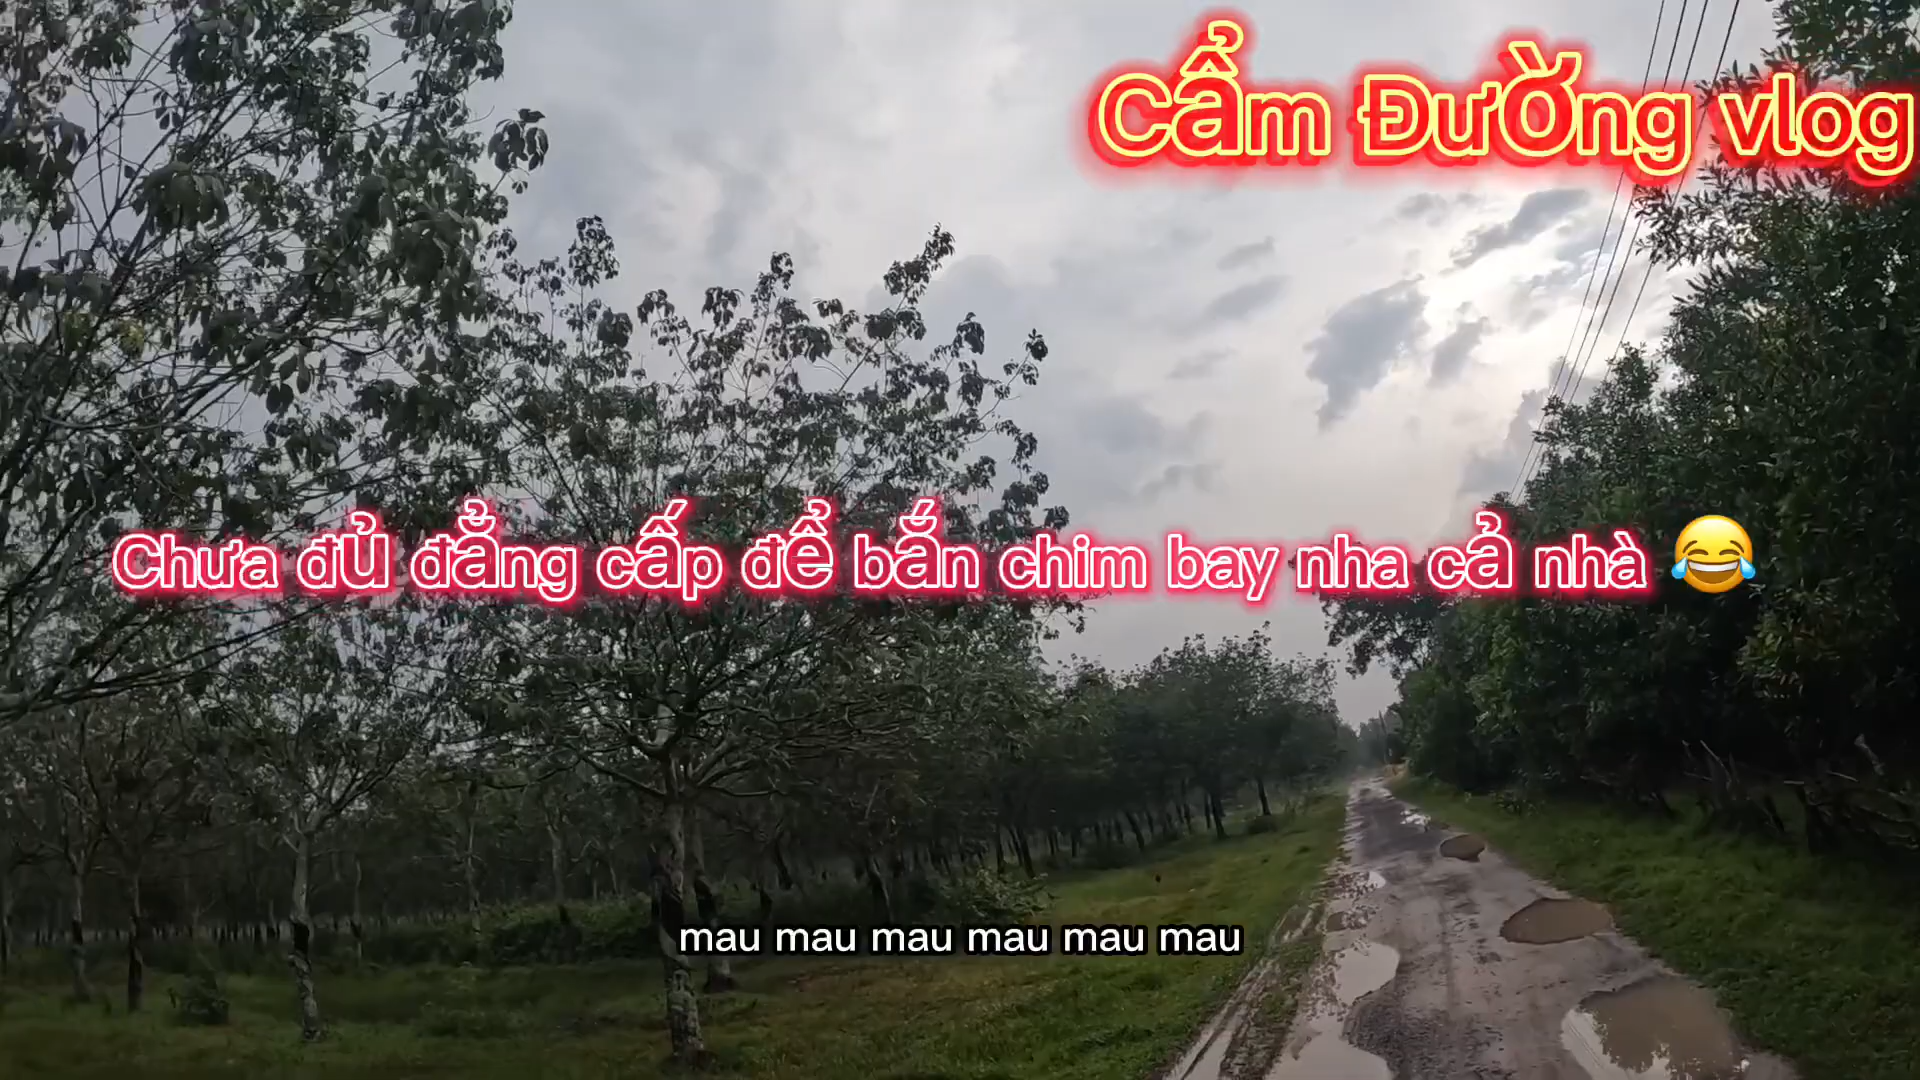 Cẩm Đường vlog
Chưa đủ đẳng cấp để bắn chim bay nha cả nhà 😂
mau mau mau mau mau mau